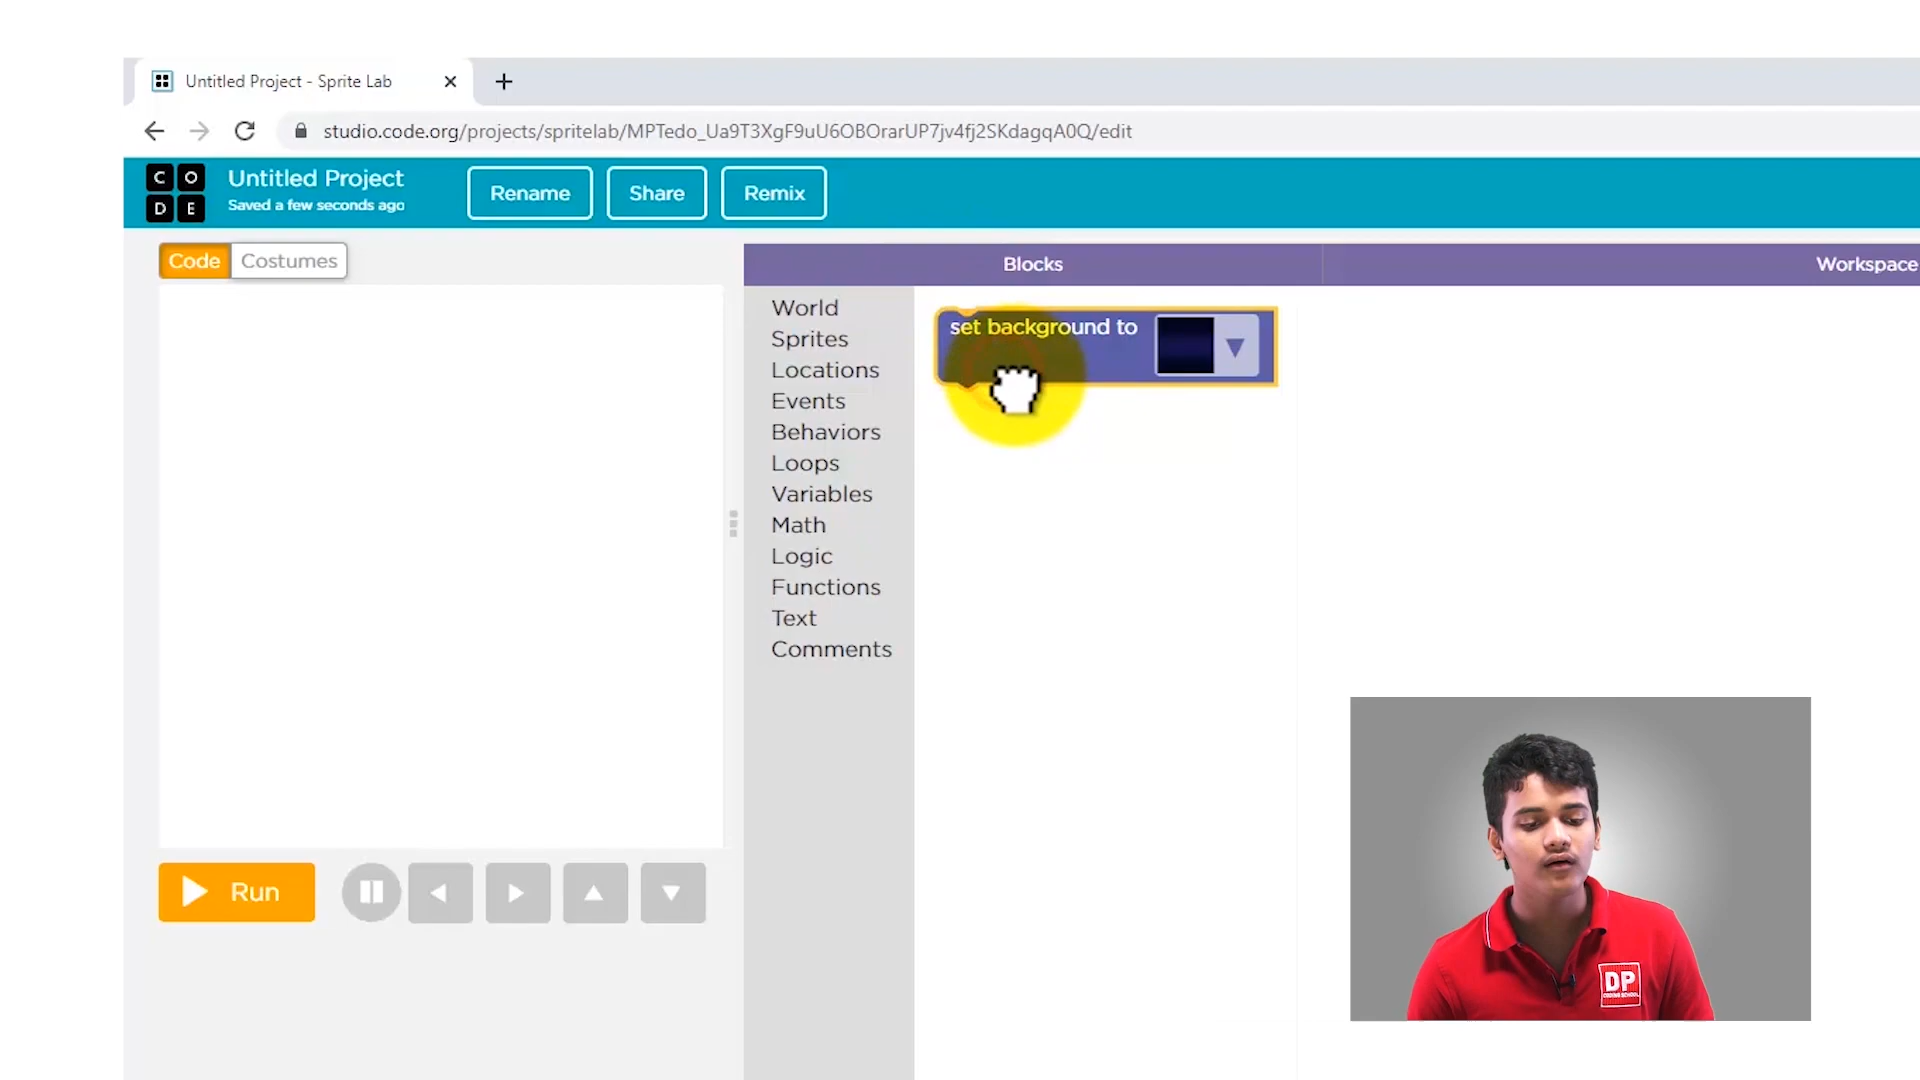 Untitled Project - Sprite Lab
studio.code.org/projects/spritelab/MPTedo_Ua9T3XgF9uU6OBOrarUP7jv4fj2SKdagqA0Q/edit
C O
D E
Untitled Project
Saved a few seconds ago
Rename
Share
Remix
Code
Costumes
Blocks
Workspace
World
Sprites
Locations
Events
Behaviors
Loops
Variables
Math
Logic
Functions
Text
Comments
set background to
Run
DP
CODING SCHOOL